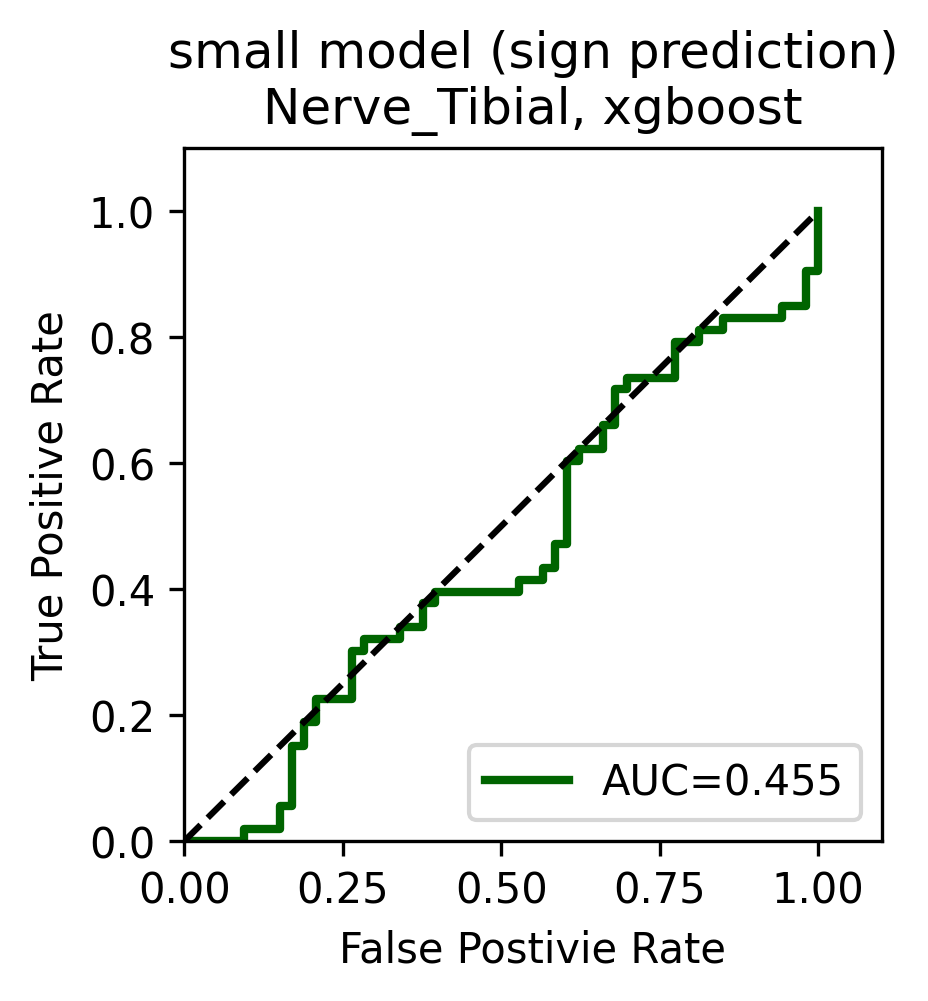 small model (sign prediction)
Nerve_Tibial, xgboost
True Positive Rate
1.0
0.8
0.6
0.4
0.2
0.0
AUC=0.455
0.00 0.25 0.50 0.75 1.00
False Postivie Rate